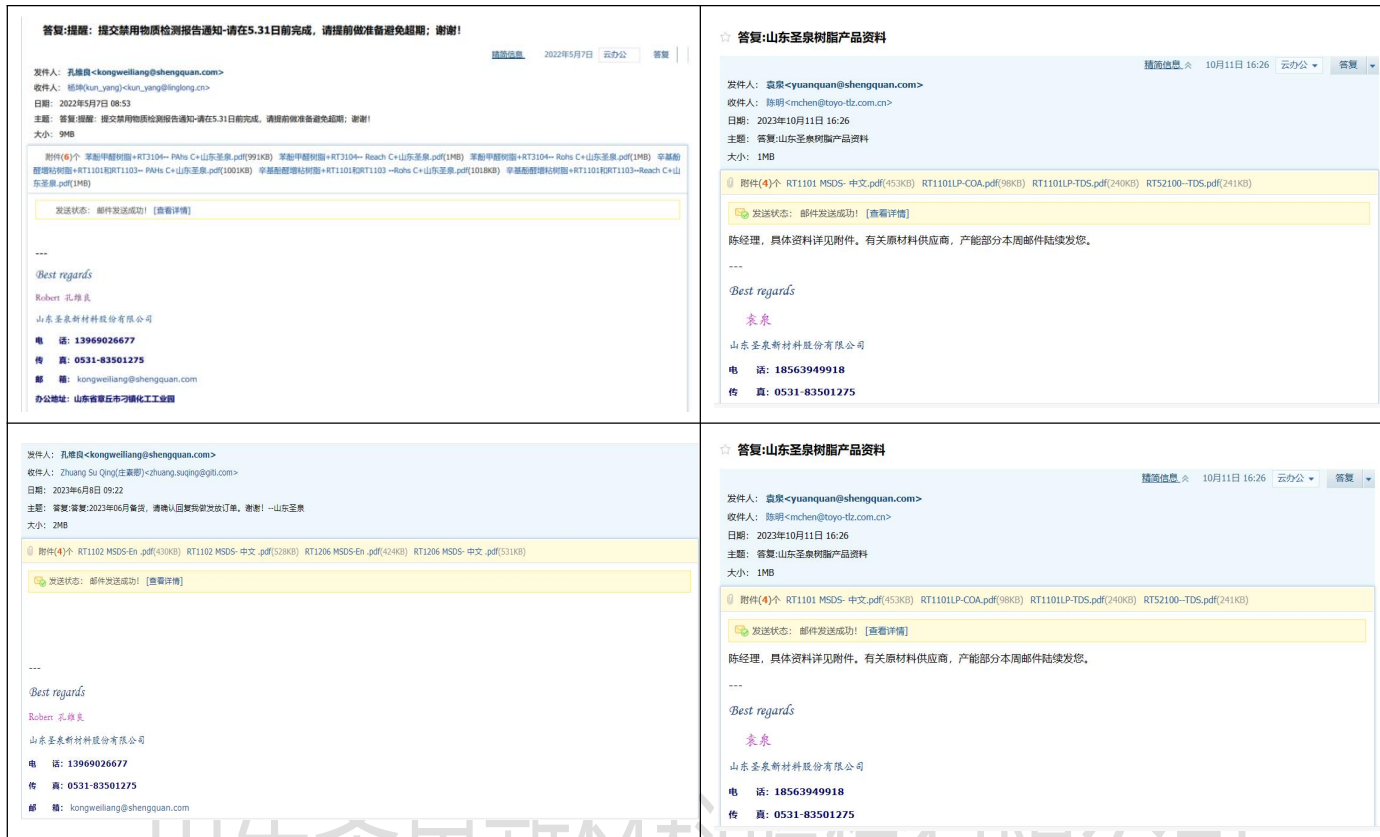 答复:提醒：提交禁用物质检测报告通知-请在5.31日前完成，请提前做准备避免超期；谢谢！
精简信息 2022年5月7日 云办公 答复
发件人：孔维良<kongweiliang@shengquan.com>
收件人：杨坤(kun_yang)<kun_yang@linglong.cn>
日期：2022年5月7日 08:53
主题：答复:提醒：提交禁用物质检测报告通知-请在5.31日前完成，请提前做准备避免超期；谢谢！
大小：9MB
附件(6)个 苯酚甲醛树脂+RT3104-- PAhs C+山东圣泉.pdf(991KB) 苯酚甲醛树脂+RT3104-- Reach C+山东圣泉.pdf(1MB) 苯酚甲醛树脂+RT3104-- Rohs C+山东圣泉.pdf(1MB) 辛基酚
醛增粘树脂+RT1101和RT1103-- PAHs C+山东圣泉.pdf(1001KB) 辛基酚醛增粘树脂+RT1101和RT1103 --Rohs C+山东圣泉.pdf(1018KB) 辛基酚醛增粘树脂+RT1101和RT1103--Reach C+山
东圣泉.pdf(1MB)
发送状态：邮件发送成功！ [查看详情]
---
Best regards
Robert 孔维良
山东圣泉新材料股份有限公司
电 话: 13969026677
传 真: 0531-83501275
邮 箱: kongweiliang@shengquan.com
办公地址: 山东省章丘市刁镇化工工业园
答复:山东圣泉树脂产品资料
精简信息 10月11日 16:26 云办公 答复
发件人：袁泉<yuanquan@shengquan.com>
收件人：陈明<mchen@toyo-tlz.com.cn>
日期：2023年10月11日 16:26
主题：答复:山东圣泉树脂产品资料
大小：1MB
附件(4)个 RT1101 MSDS- 中文.pdf(453KB) RT1101LP-COA.pdf(98KB) RT1101LP-TDS.pdf(240KB) RT52100--TDS.pdf(241KB)
发送状态：邮件发送成功！ [查看详情]
陈经理，具体资料详见附件。有关原材料供应商，产能部分本周邮件陆续发您。
---
Best regards
袁泉
山东圣泉新材料股份有限公司
电 话: 18563949918
传 真: 0531-83501275
发件人：孔维良<kongweiliang@shengquan.com>
收件人：Zhuang Su Qing(庄素卿)<zhuang.suqing@giti.com>
日期：2023年6月8日 09:22
主题：答复:答复:2023年06月备货，请确认回复我做发放订单。谢谢！--山东圣泉
大小：2MB
附件(4)个 RT1102 MSDS-En .pdf(430KB) RT1102 MSDS- 中文 .pdf(528KB) RT1206 MSDS-En .pdf(424KB) RT1206 MSDS- 中文 .pdf(531KB)
发送状态：邮件发送成功！ [查看详情]
---
Best regards
Robert 孔维良
山东圣泉新材料股份有限公司
电 话: 13969026677
传 真: 0531-83501275
邮 箱: kongweiliang@shengquan.com
答复:山东圣泉树脂产品资料
精简信息 10月11日 16:26 云办公 答复
发件人：袁泉<yuanquan@shengquan.com>
收件人：陈明<mchen@toyo-tlz.com.cn>
日期：2023年10月11日 16:26
主题：答复:山东圣泉树脂产品资料
大小：1MB
附件(4)个 RT1101 MSDS- 中文.pdf(453KB) RT1101LP-COA.pdf(98KB) RT1101LP-TDS.pdf(240KB) RT52100--TDS.pdf(241KB)
发送状态：邮件发送成功！ [查看详情]
陈经理，具体资料详见附件。有关原材料供应商，产能部分本周邮件陆续发您。
---
Best regards
袁泉
山东圣泉新材料股份有限公司
电 话: 18563949918
传 真: 0531-83501275